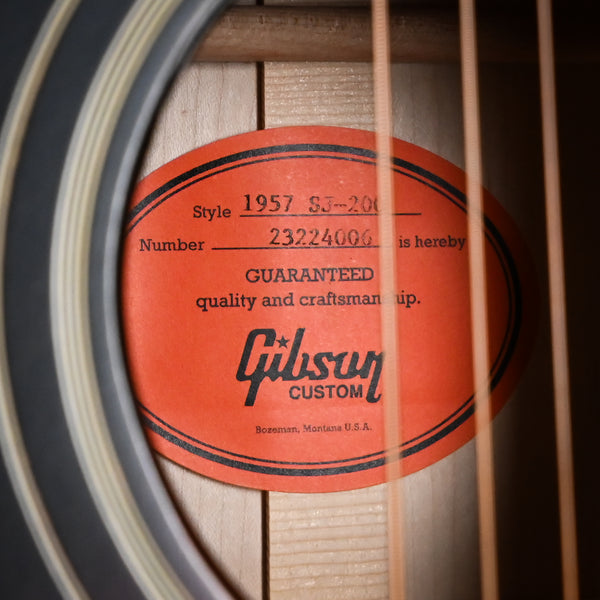 Style 1957 SJ-200
Number 23224006 is hereby
GUARANTEED
quality and craftsmanship.
Gibson
CUSTOM
Bozeman, Montana U.S.A.